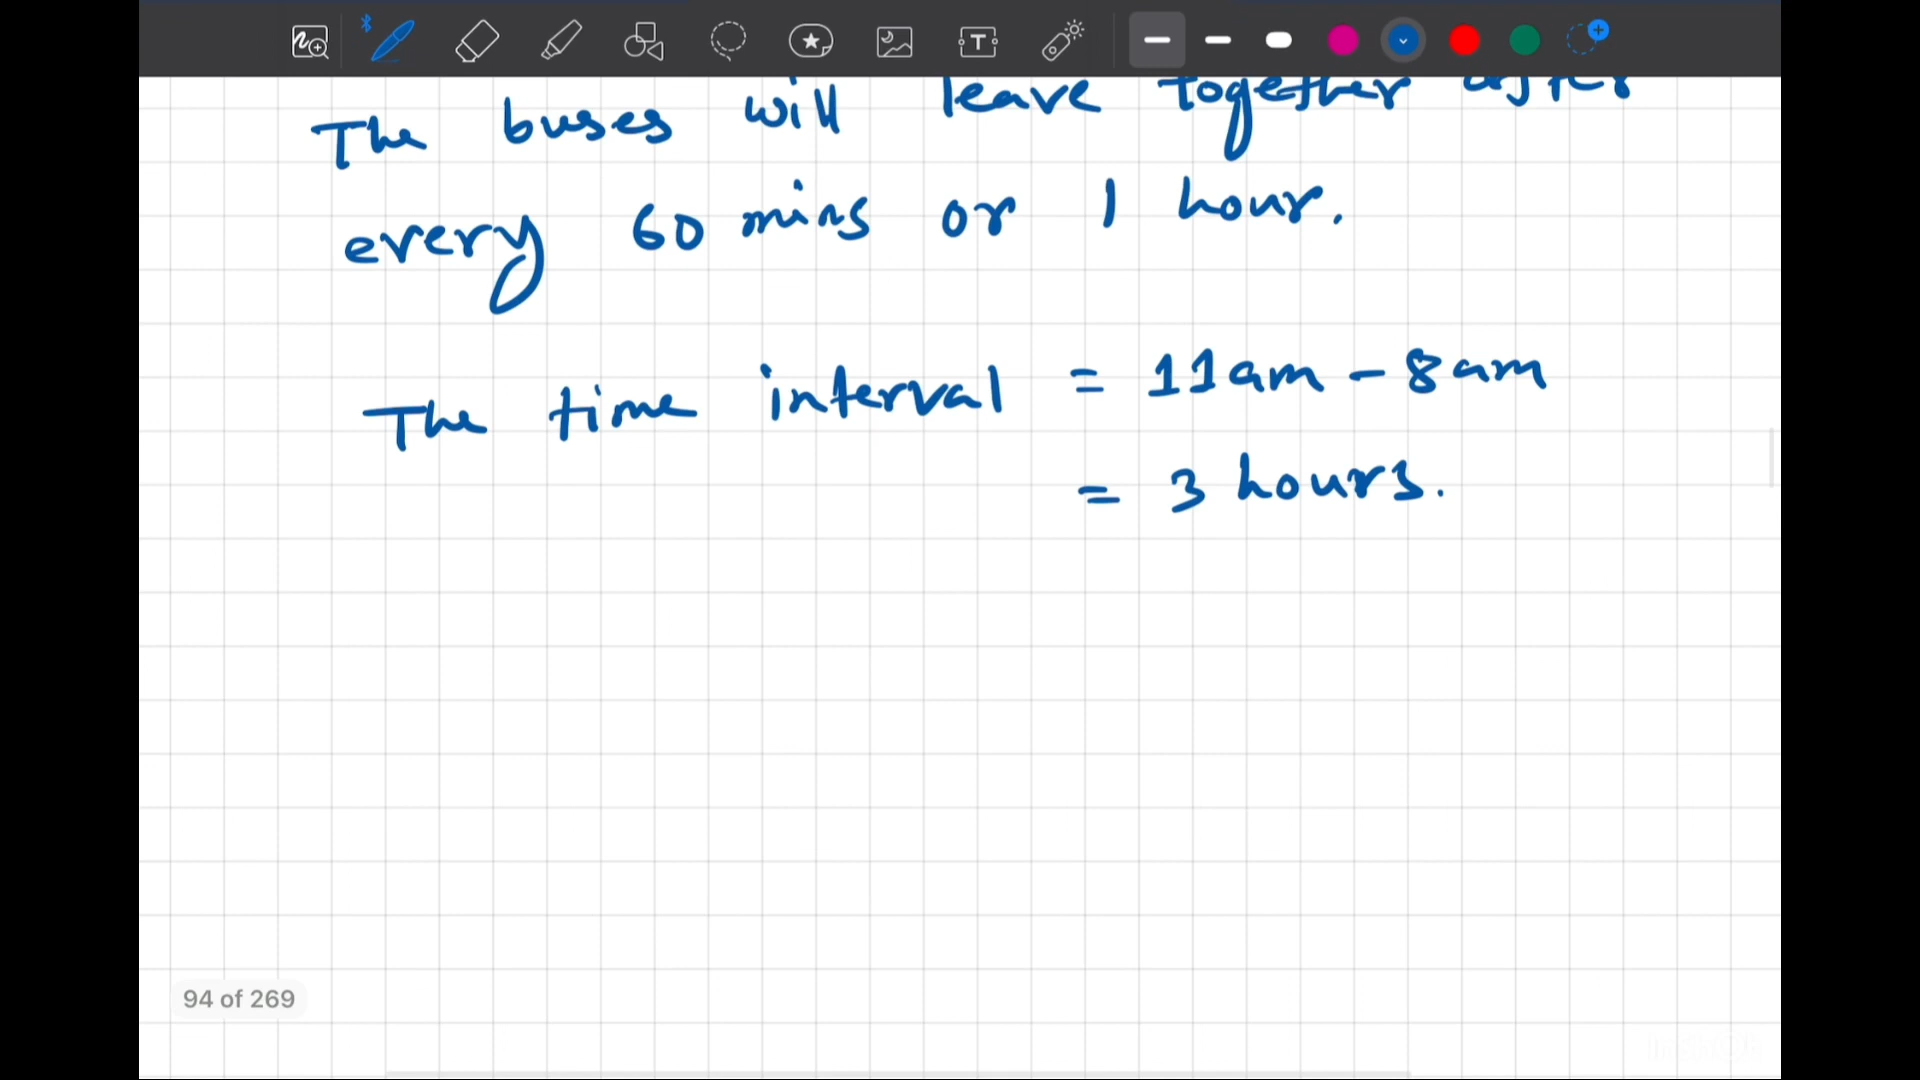 The buses will leave together after
every 60 mins or 1 hour.
The time interval = 11am - 8am
= 3 hours.
94 of 269